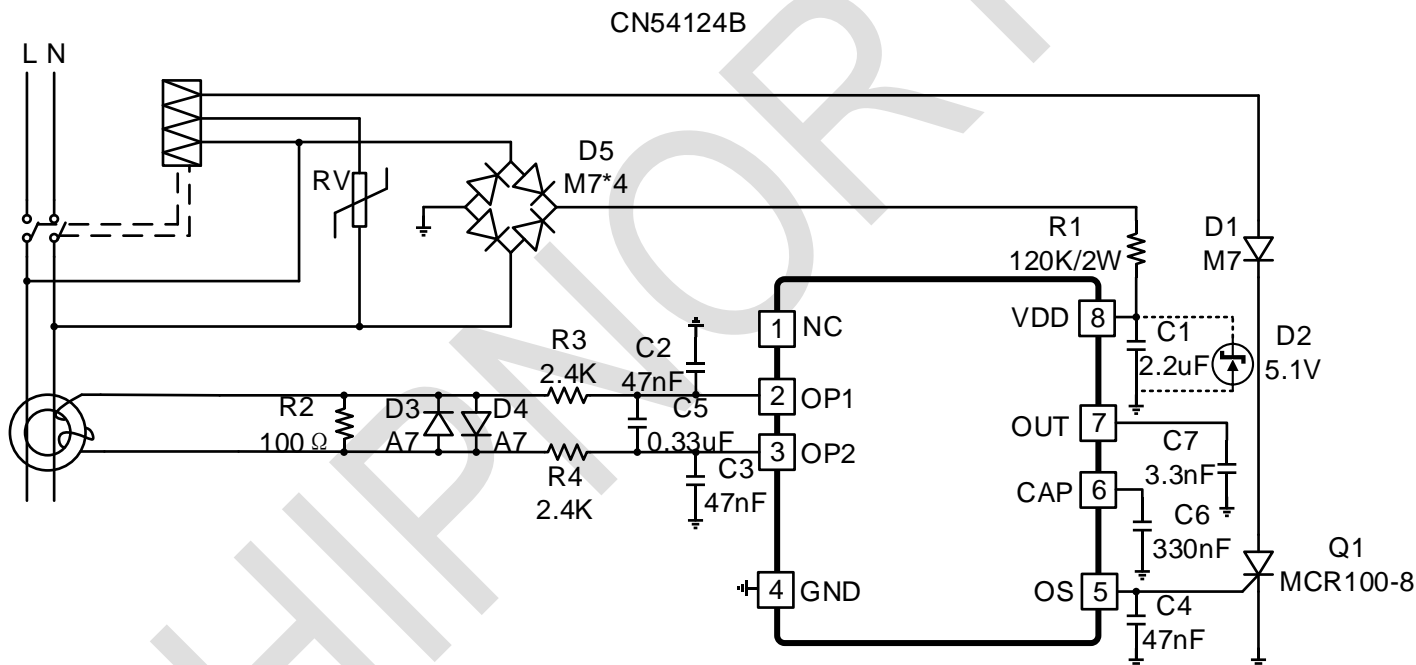 CN54124B
L N
D5
M7*4
RV
R1
120K/2W
D1
M7
1 NC
VDD 8
C1
2.2uF
D2
5.1V
R3
2.4K
C2
47nF
2 OP1
R2
100 Ω
D3
A7
D4
A7
C5
0.33uF
OUT 7
3 OP2
C7
3.3nF
R4
2.4K
C3
47nF
CAP 6
C6
330nF
Q1
MCR100-8
4 GND
OS 5
C4
47nF
HIPNORT